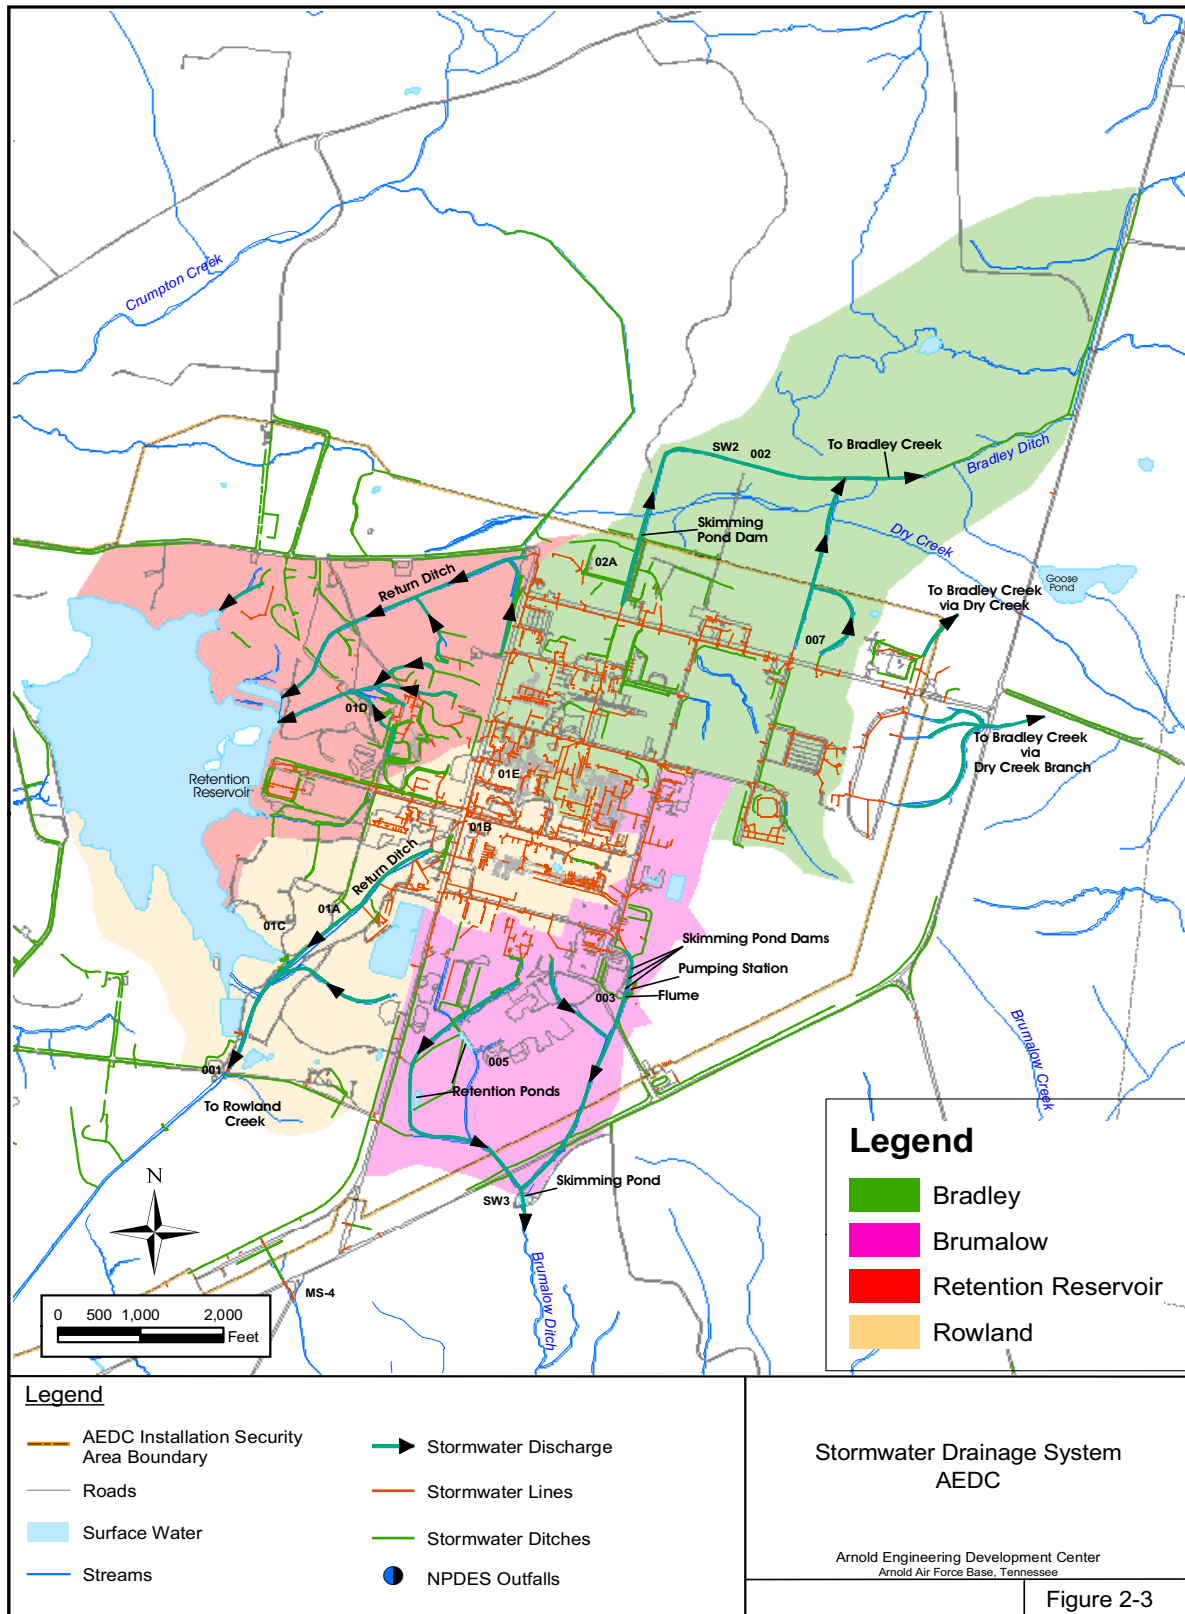 Crumpton Creek
SW2
002
To Bradley Creek
Bradley Ditch
Skimming
Pond Dam
Dry Creek
02A
Goose
Pond
To Bradley Creek
via Dry Creek
Return Ditch
007
01D
To Bradley Creek
via
Dry Creek Branch
Retention
Reservoir
01E
01B
Return Ditch
01A
01C
Skimming Pond Dams
Pumping Station
003
Flume
Brumalow Creek
005
001
Retention Ponds
To Rowland
Creek
Skimming Pond
SW3
N
Brumalow Ditch
MS-4
0 500 1,000 2,000
Feet
Legend
Bradley
Brumalow
Retention Reservoir
Rowland
Legend
AEDC Installation Security
Area Boundary
Roads
Surface Water
Streams
Stormwater Discharge
Stormwater Lines
Stormwater Ditches
NPDES Outfalls
Stormwater Drainage System
AEDC
Arnold Engineering Development Center
Arnold Air Force Base, Tennessee
Figure 2-3